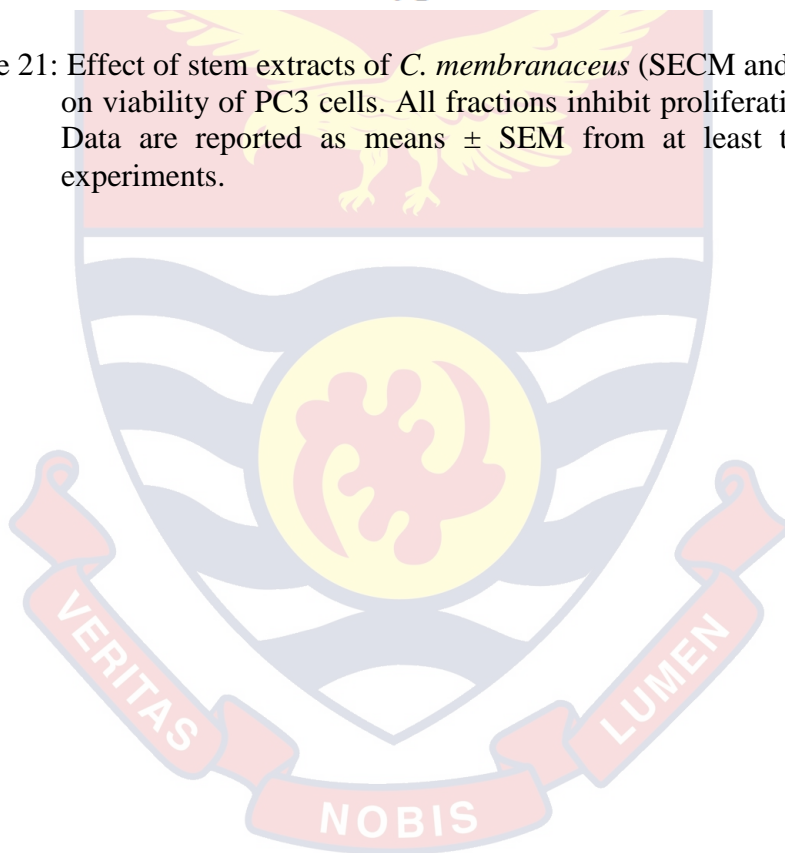 e 21: Effect of stem extracts of C. membranaceus (SECM and
on viability of PC3 cells. All fractions inhibit
Data are reported as means ± SEM from at least
experiments.
VERITAS
NOBIS
LUMEN